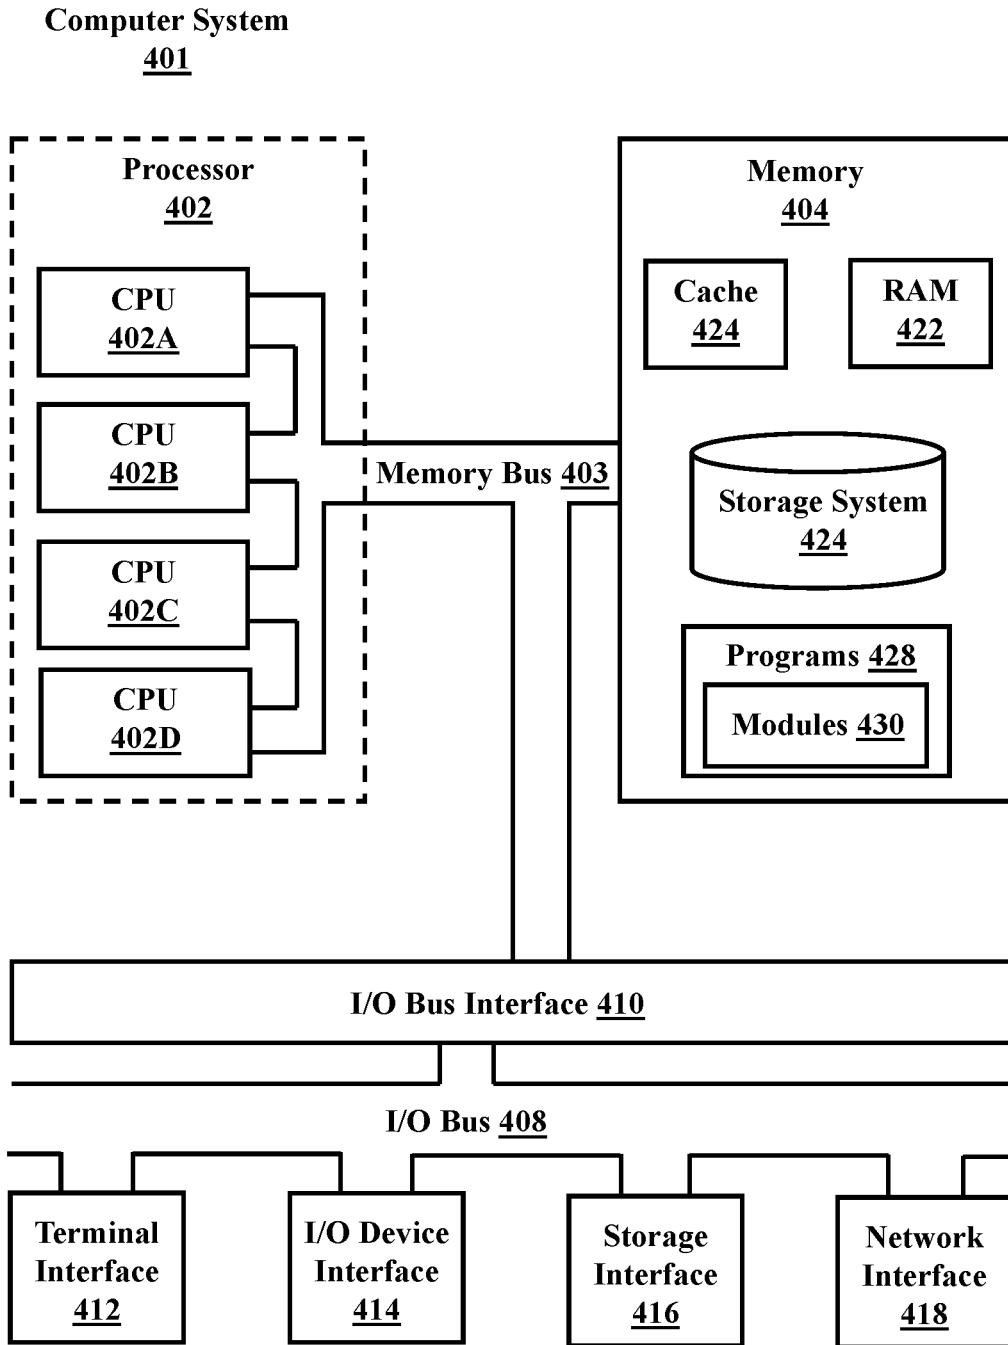 Computer System
401
Processor
402
CPU
402A
CPU
402B
CPU
402C
CPU
402D
Memory Bus 403
Memory
404
Cache
424
RAM
422
Storage System
424
Programs 428
Modules 430
I/O Bus Interface 410
I/O Bus 408
Terminal
Interface
412
I/O Device
Interface
414
Storage
Interface
416
Network
Interface
418